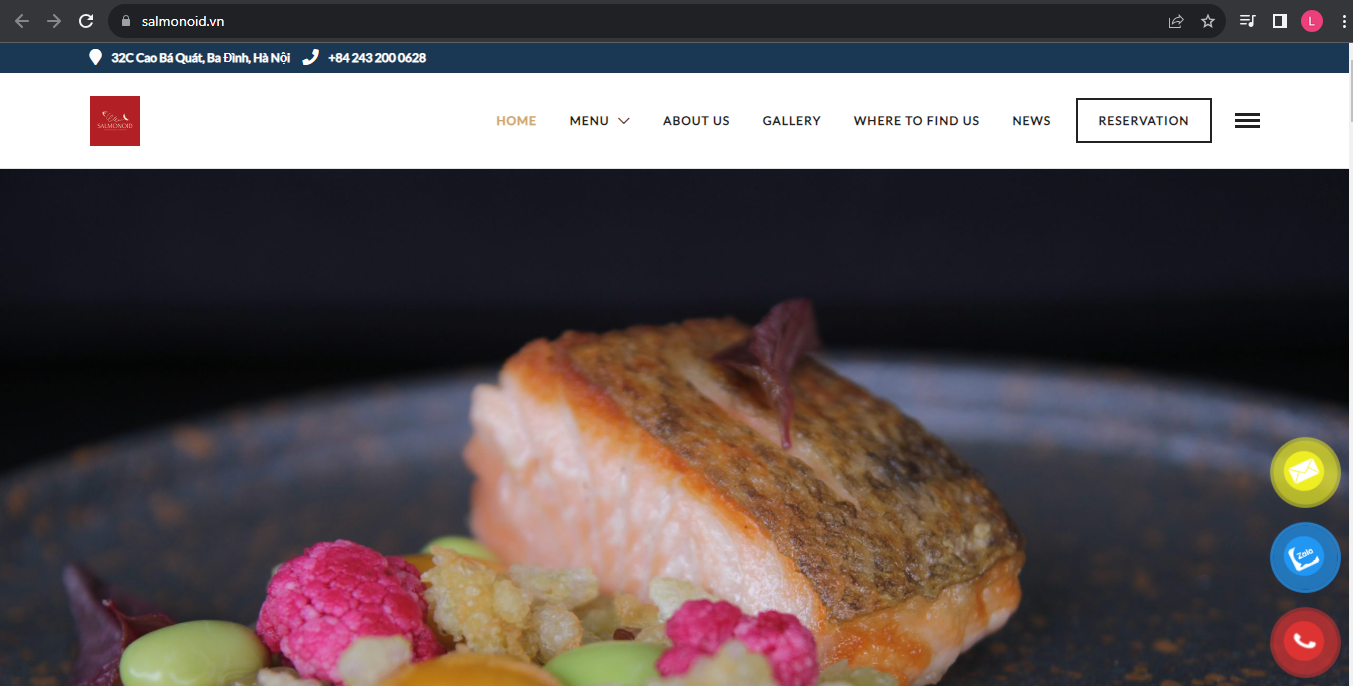 salmonoid.vn
L
32C Cao Bá Quát, Ba Đình, Hà Nội +84 243 200 0628
SALMONOID
HOME MENU ABOUT US GALLERY WHERE TO FIND US NEWS RESERVATION
Zalo